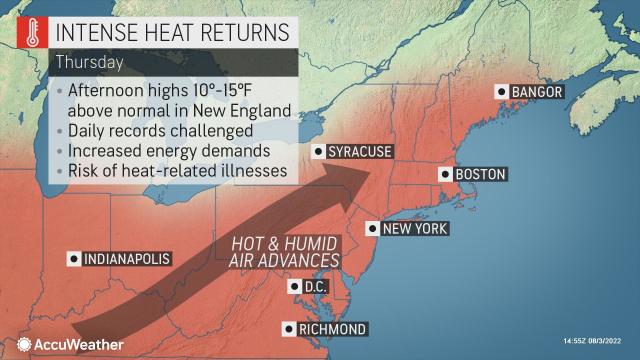 INTENSE HEAT RETURNS
Thursday
• Afternoon highs 10°-15°F
above normal in New England
• Daily records challenged
• Increased energy demands
• Risk of heat-related illnesses
BANGOR
SYRACUSE
BOSTON
NEW YORK
HOT & HUMID
AIR ADVANCES
INDIANAPOLIS
D.C.
RICHMOND
AccuWeather
14:55Z 08/3/2022